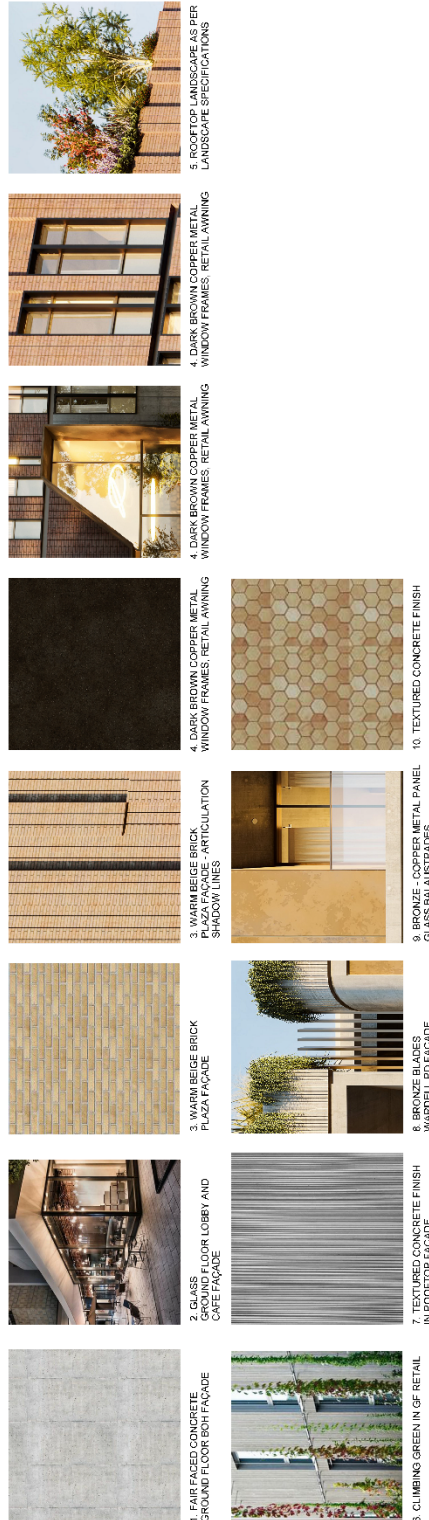 1. FAIR FACED CONCRETE
GROUND FLOOR BOH FAÇADE
2. GLASS
GROUND FLOOR LOBBY AND
CAFE FAÇADE
3. WARM BEIGE BRICK
PLAZA FAÇADE
3. WARM BEIGE BRICK
PLAZA FAÇADE - ARTICULATION
SHADOW LINES
4. DARK BROWN COPPER METAL
WINDOW FRAMES, RETAIL AWNING
4. DARK BROWN COPPER METAL
WINDOW FRAMES, RETAIL AWNING
4. DARK BROWN COPPER METAL
WINDOW FRAMES, RETAIL AWNING
5. ROOFTOP LANDSCAPE AS PER
LANDSCAPE SPECIFICATIONS
6. CLIMBING GREEN IN GF RETAIL
7. TEXTURED CONCRETE FINISH
IN ROOFTOP FAÇADE
8. BRONZE BLADES
WARDELL RD FAÇADE
9. BRONZE - COPPER METAL PANEL
GLASS BALAUSTRADES
10. TEXTURED CONCRETE FINISH